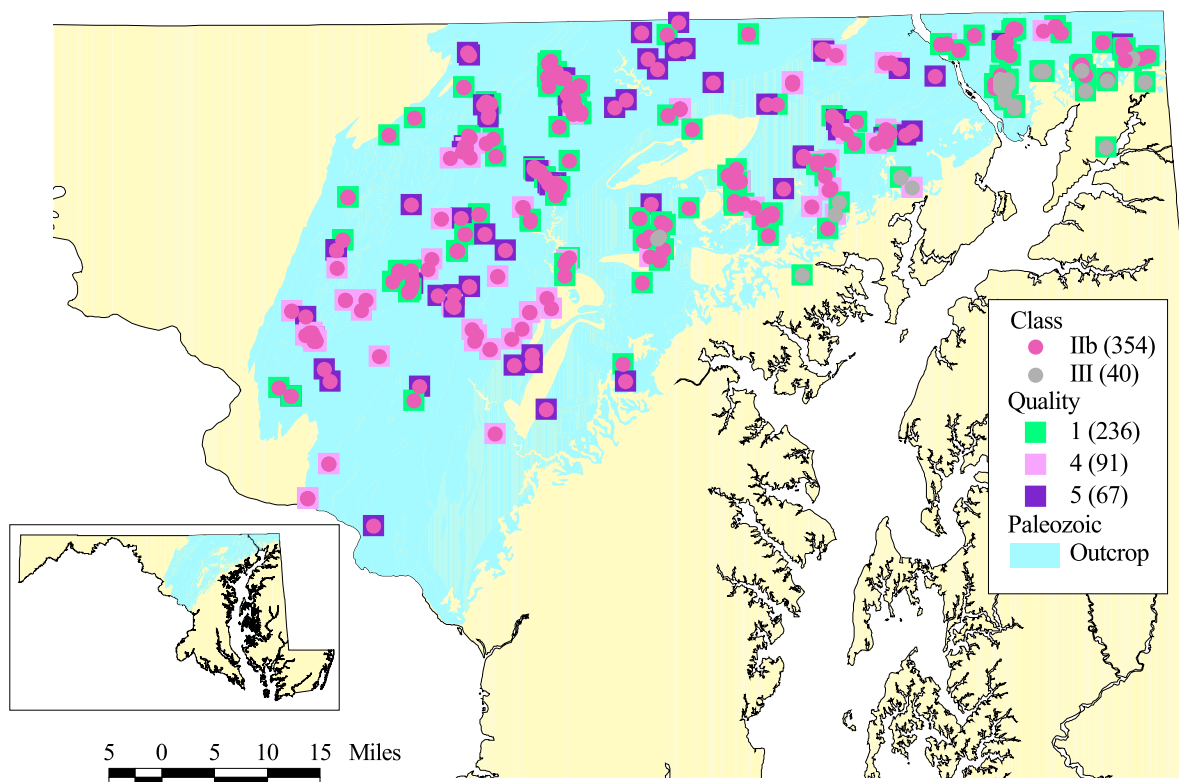 Class
IIb (354)
III (40)
Quality
1 (236)
4 (91)
5 (67)
Paleozoic
Outcrop
5 0 5 10 15 Miles